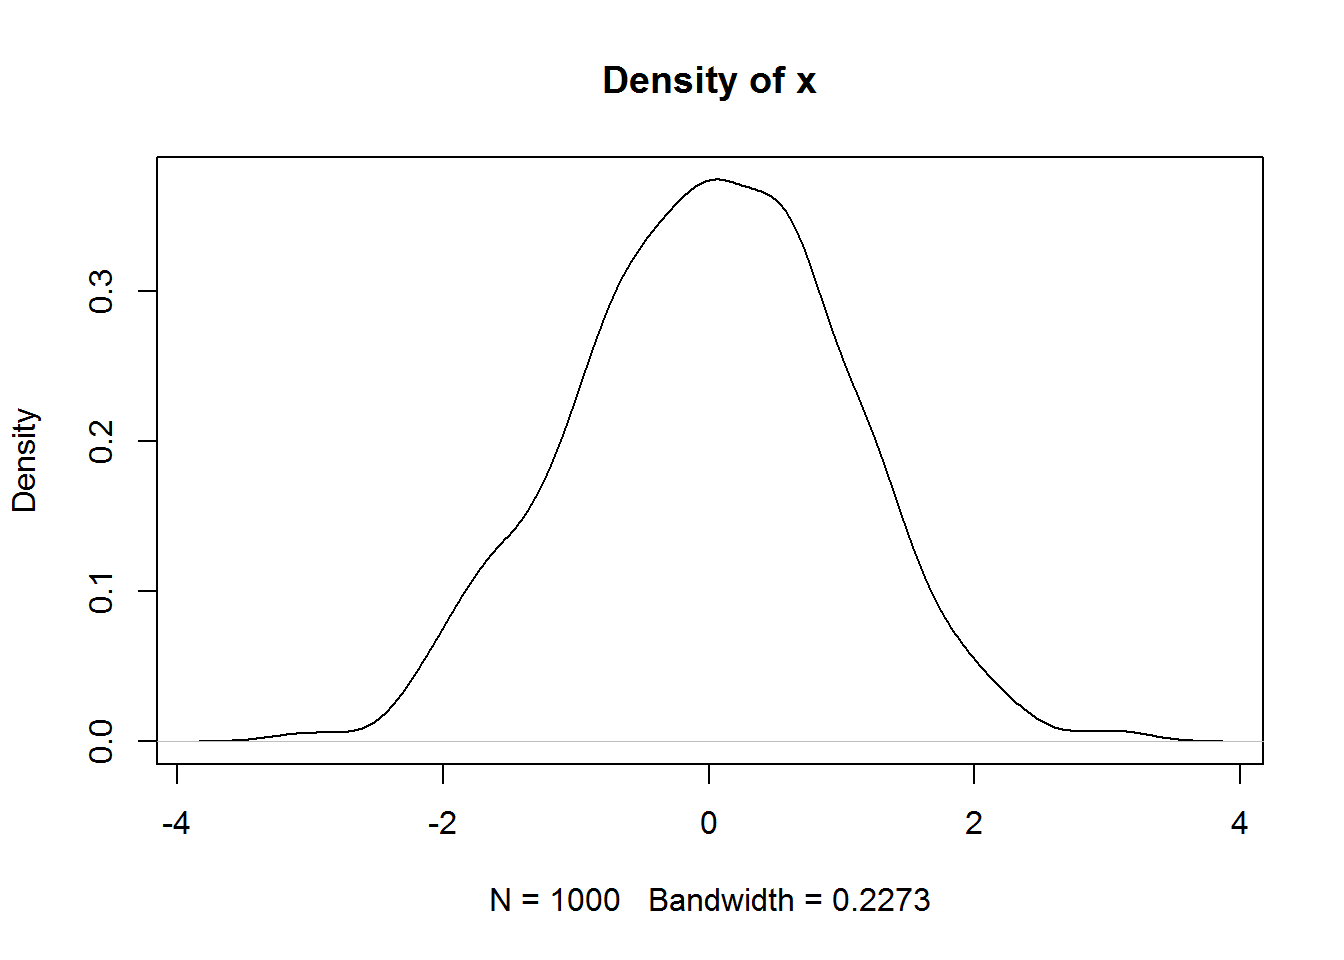 Density of x
Density
0.3
0.2
0.1
0.0
-4 -2 0 2 4
N = 1000 Bandwidth = 0.2273